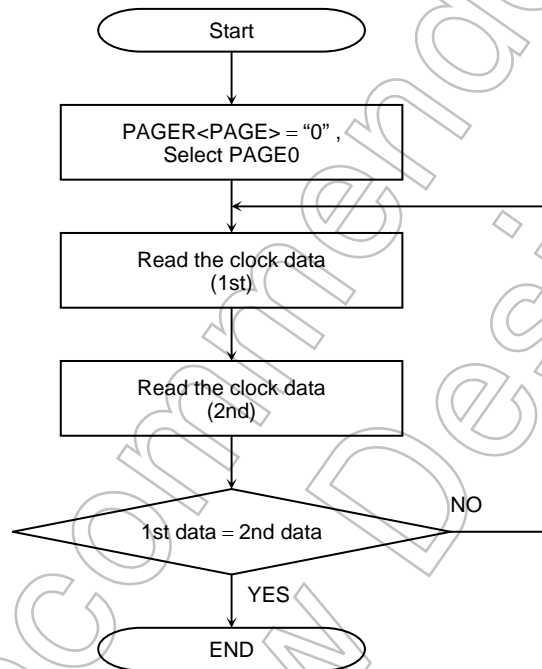 Start
PAGER<PAGE> = “0” ,
Select PAGE0
Read the clock data
(1st)
Read the clock data
(2nd)
1st data = 2nd data
NO
YES
END